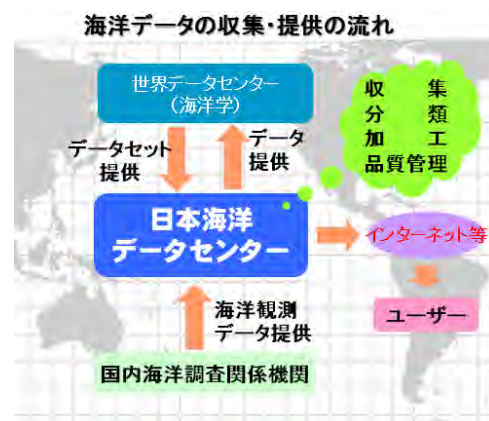 海洋データの収集・提供の流れ
世界データセンター
(海洋学)
データセット
提供
データ
提供
収集
分類
加工
品質管理
日本海洋
データセンター
インターネット等
ユーザー
海洋観測
データ提供
国内海洋調査関係機関